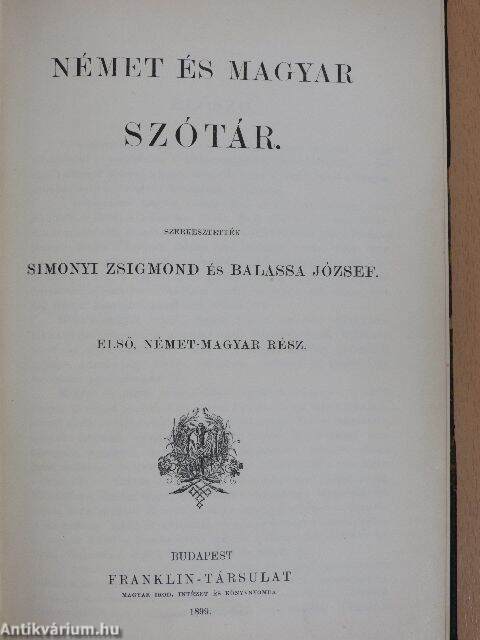 NÉMET ÉS MAGYAR
SZÓTÁR.
SZERKESZTETTÉK
SIMONYI ZSIGMOND ÉS BALASSA JÓZSEF.
ELSŐ, NÉMET-MAGYAR RÉSZ.
BUDAPEST
FRANKLIN-TÁRSULAT
MAGYAR IROD. INTÉZET ÉS KÖNYVNYOMDA
1899.
Antikvárium.hu